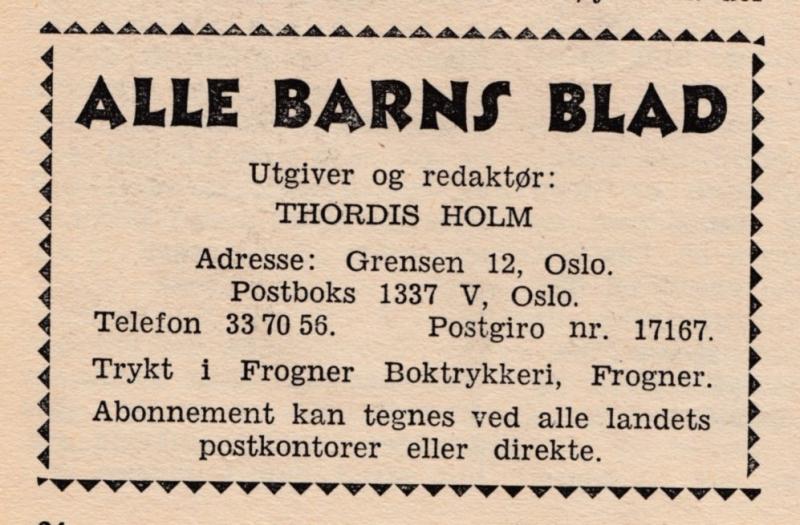 ALLE BARNS BLAD
Utgiver og redaktør:
THORDIS HOLM
Adresse: Grensen 12, Oslo.
Postboks 1337 V, Oslo.
Telefon 33 70 56. Postgiro nr. 17167.
Trykt i Frogner Boktrykkeri, Frogner.
Abonnement kan tegnes ved alle landets
postkontorer eller direkte.